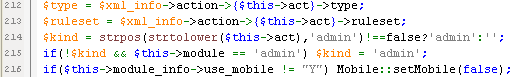 212 $type = $xml_info->action->{$this->act}->type;
213 $ruleset = $xml_info->action->{$this->act}->ruleset;
214 $kind = strpos(strtolower($this->act),'admin')!==false?'admin':'';
215 if(!$kind && $this->module == 'admin') $kind = 'admin';
216 if($this->module_info->use_mobile != "Y") Mobile::setMobile(false);